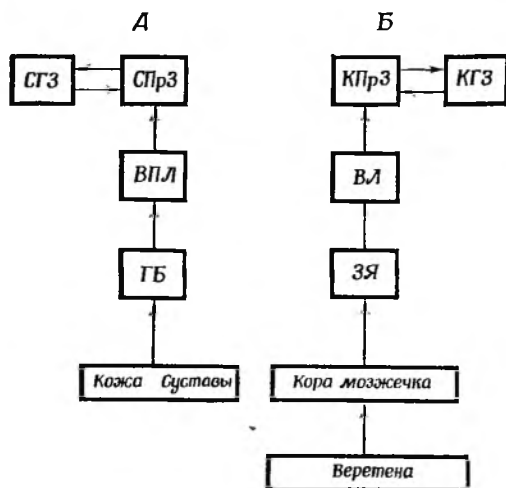 А Б
СГЗ СПрЗ КПрЗ КГЗ
ВПЛ ВЛ
ГБ ЗЯ
Кожа Суставы Кора мозжечка
Веретена